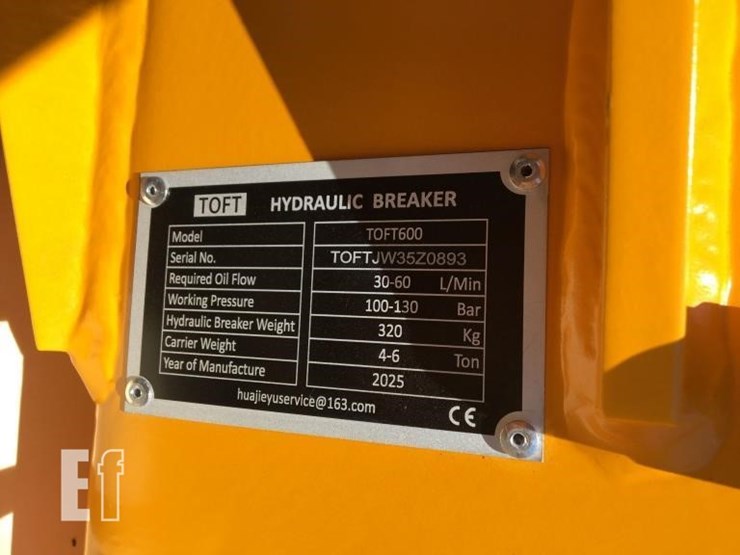 TOFT HYDRAULIC BREAKER
Model TOFT600
Serial No. TOFTJW35Z0893
Required Oil Flow 30-60 L/Min
Working Pressure 100-130 Bar
Hydraulic Breaker Weight 320 Kg
Carrier Weight 4-6 Ton
Year of Manufacture 2025
huajieyuservice@163.com CE
Ef